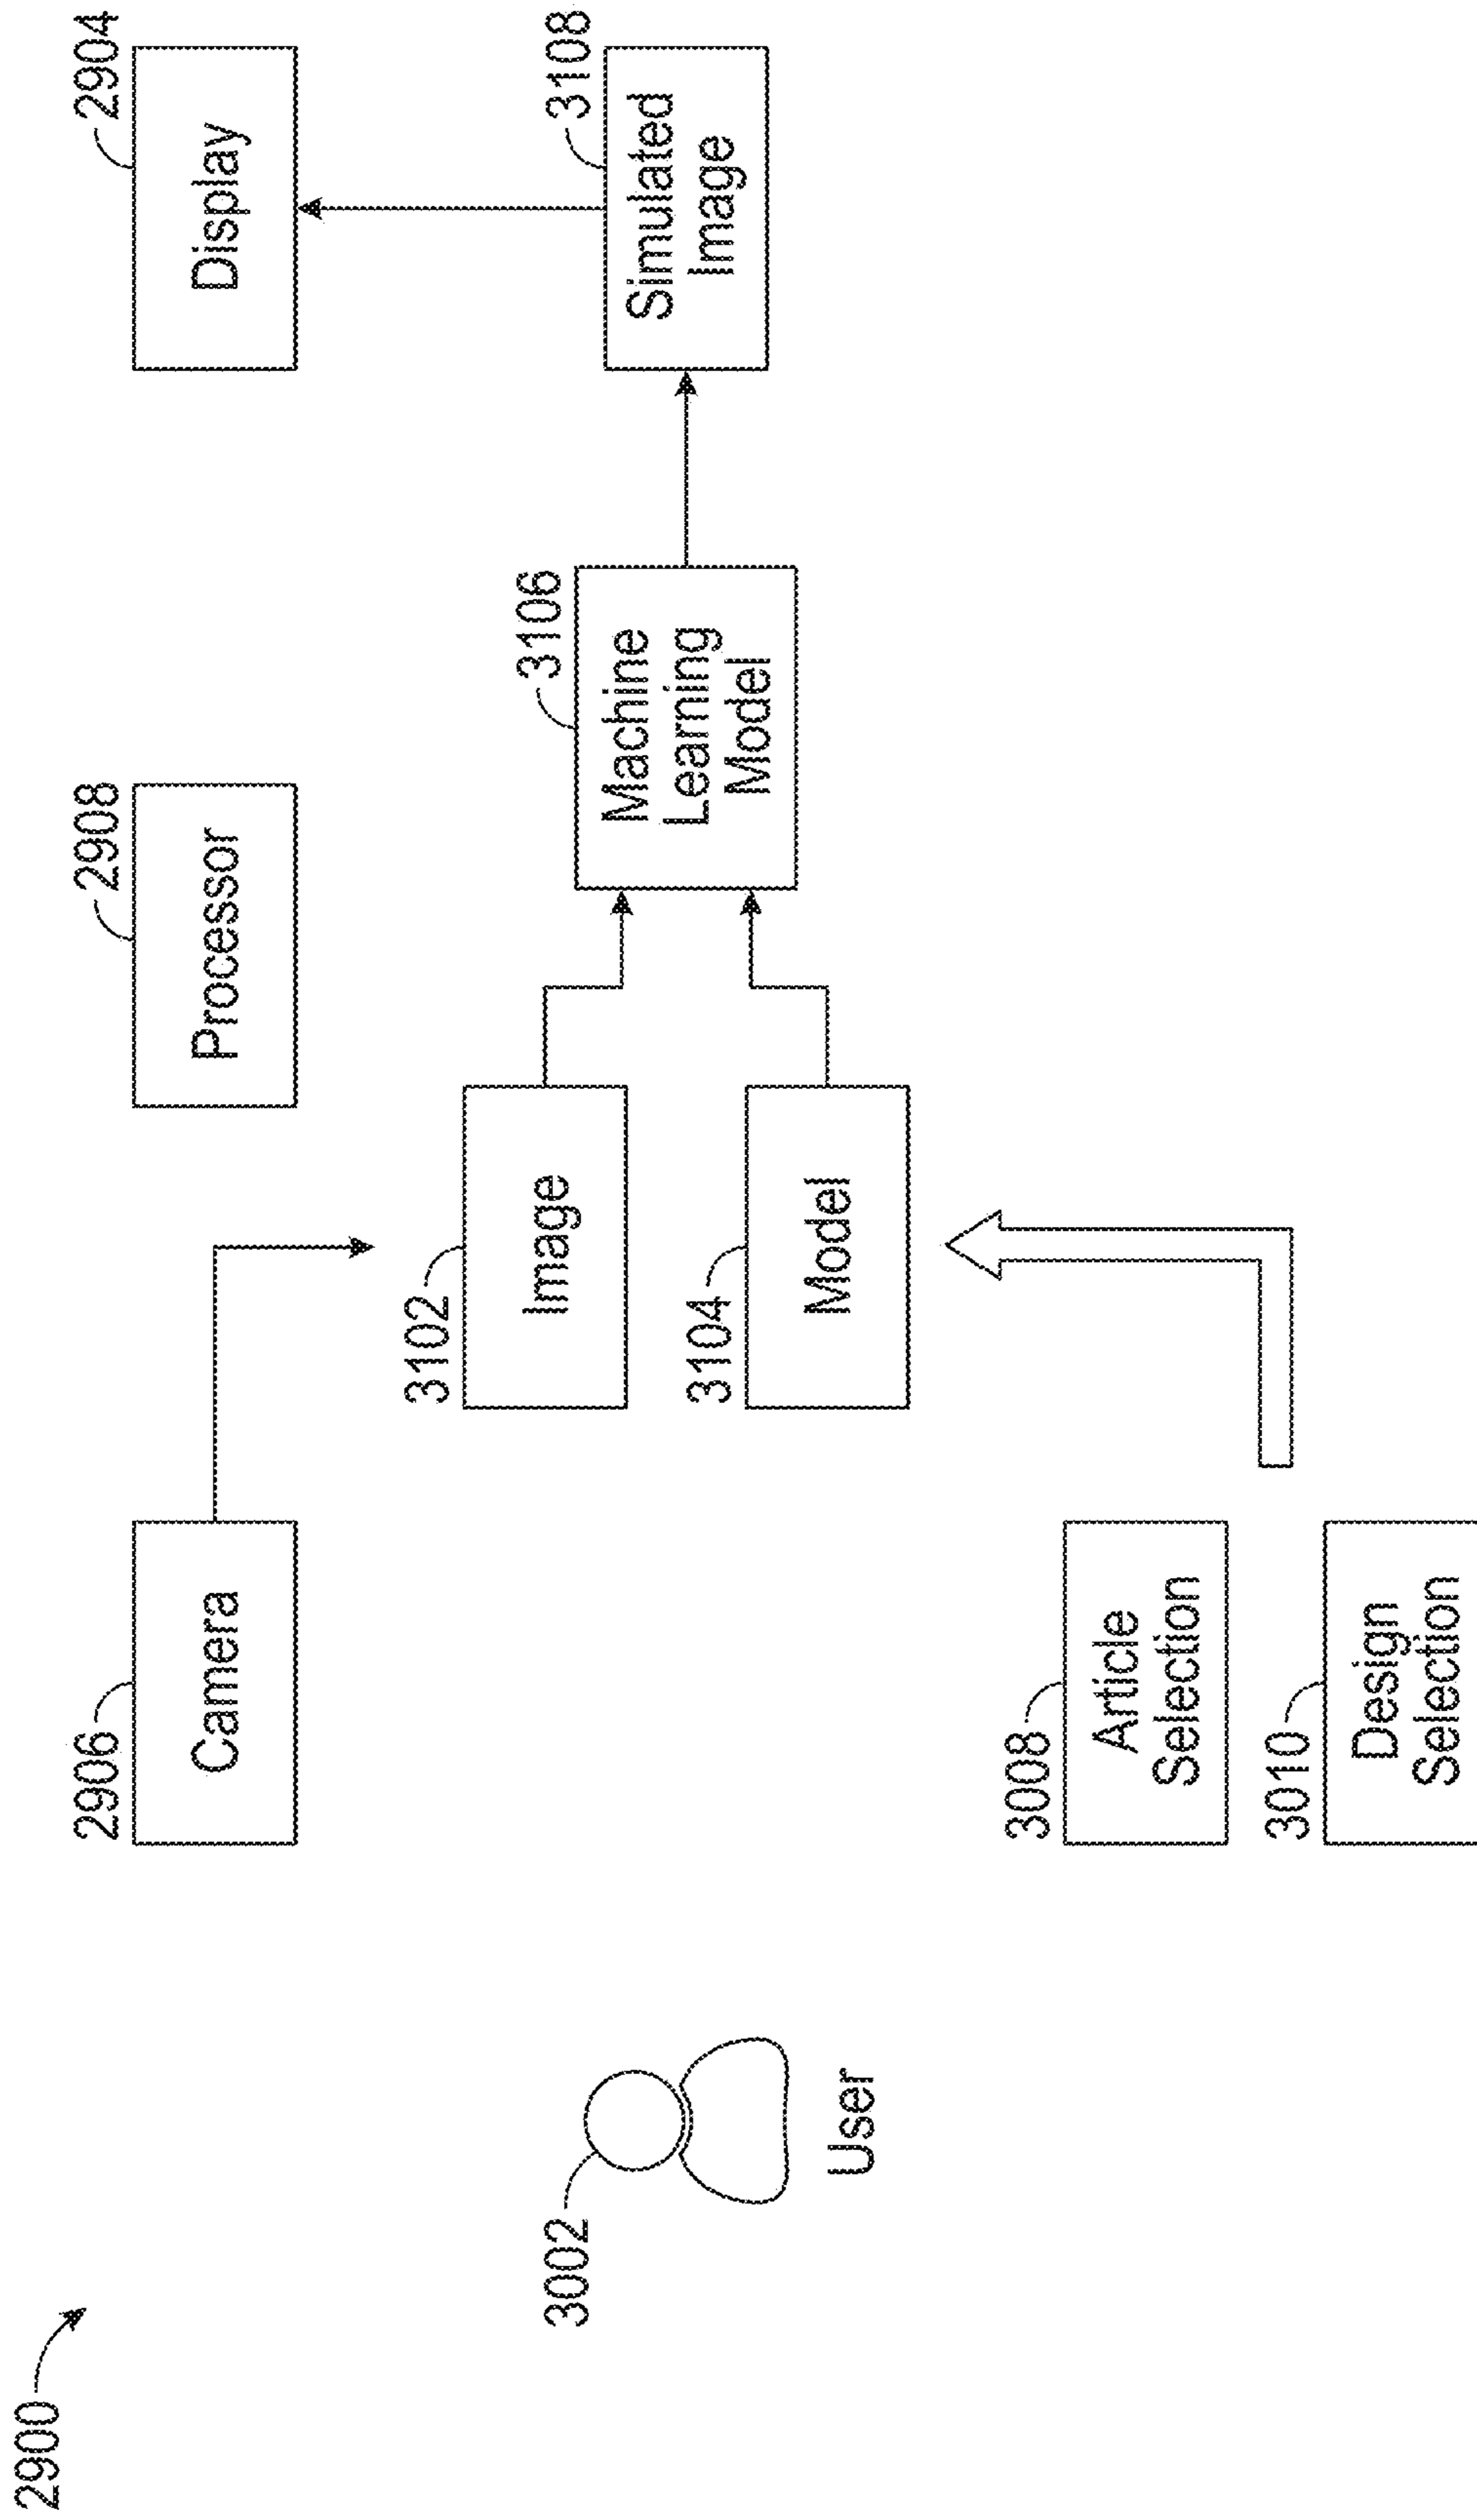 2900
2906
Camera
2908
Processor
2904
Display
3102
Image
3106
Machine
Learning
Model
3108
Simulated
Image
3002
User
3104
Model
3008
Article
Selection
3010
Design
Selection